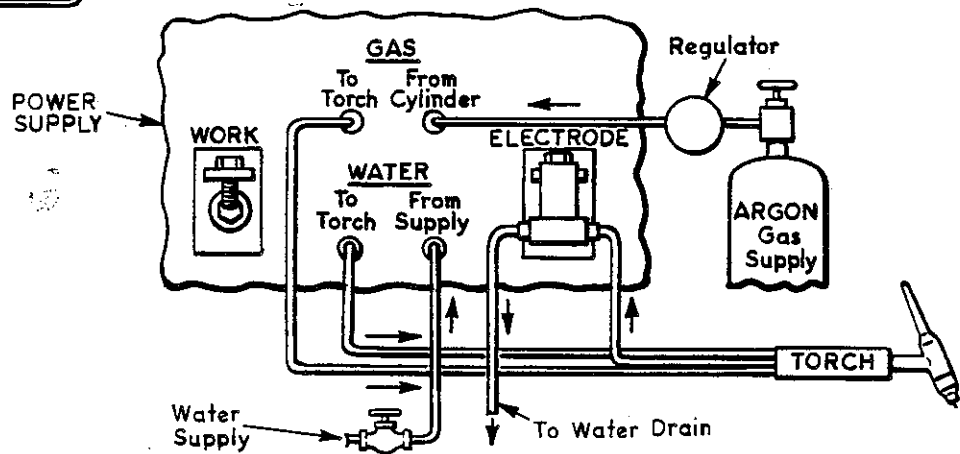 GAS
Regulator
To
Torch
From
Cylinder
POWER
SUPPLY
WORK
ELECTRODE
WATER
To
Torch
From
Supply
ARGON
Gas
Supply
TORCH
Water
Supply
To Water Drain